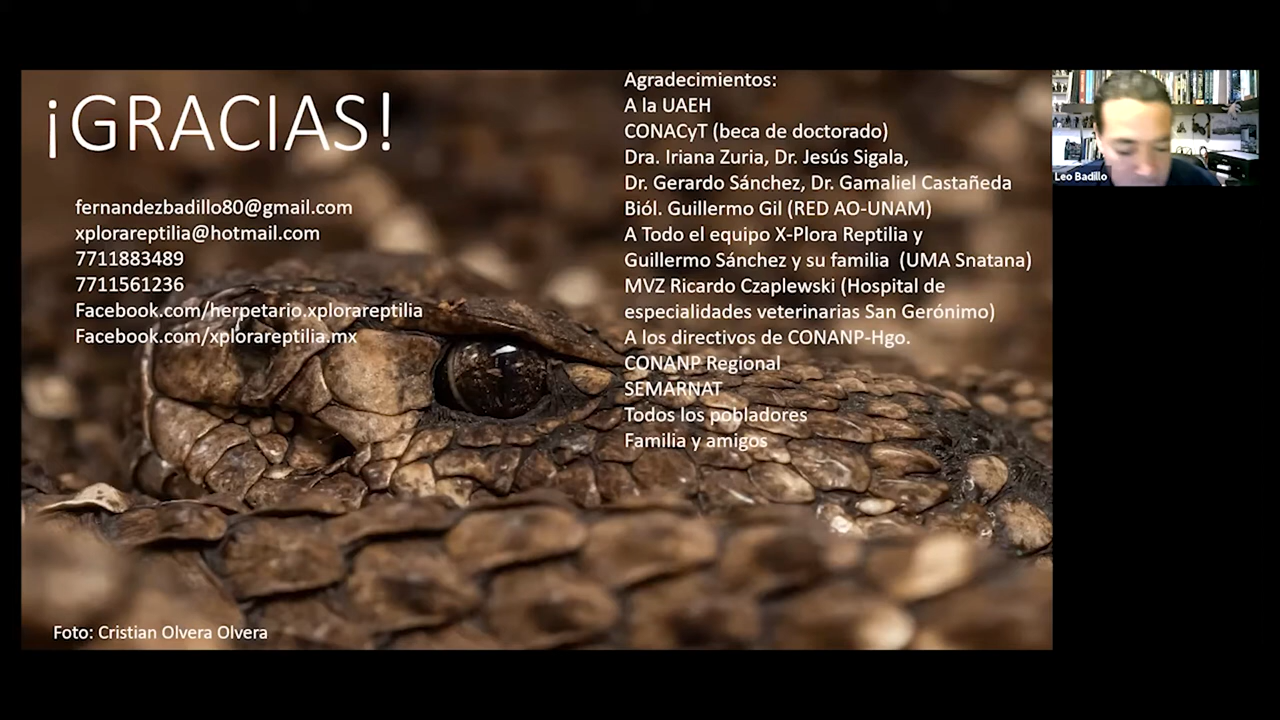 ¡GRACIAS!
fernandezbadillo80@gmail.com
xplorareptilia@hotmail.com
7711883489
7711561236
Facebook.com/herpetario.xplorareptilia
Facebook.com/xplorareptilia.mx
Agradecimientos:
A la UAEH
CONACyT (beca de doctorado)
Dra. Iriana Zuria, Dr. Jesús Sigala,
Dr. Gerardo Sánchez, Dr. Gamaliel Castañeda
Biól. Guillermo Gil (RED AO-UNAM)
A Todo el equipo X-Plora Reptilia y
Guillermo Sánchez y su familia (UMA Snatana)
MVZ Ricardo Czaplewski (Hospital de
especialidades veterinarias San Gerónimo)
A los directivos de CONANP-Hgo.
CONANP Regional
SEMARNAT
Todos los pobladores
Familia y amigos
Foto: Cristian Olvera Olvera
Leo Badillo